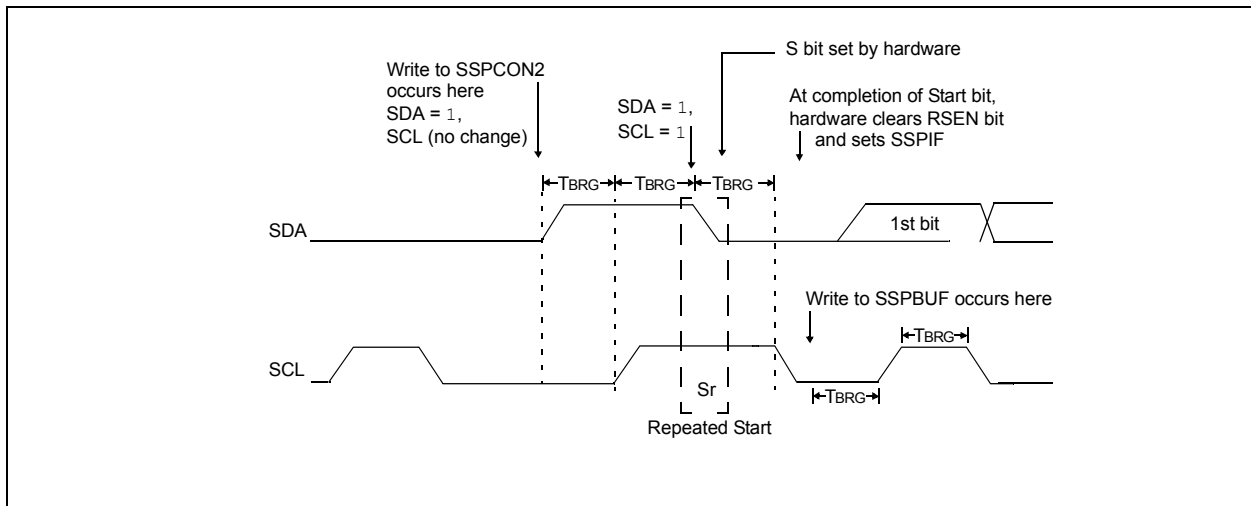 S bit set by hardware
Write to SSPCON2
occurs here
SDA = 1,
SCL (no change)
SDA = 1,
SCL = 1
At completion of Start bit,
hardware clears RSEN bit
and sets SSPIF
TBRG TBRG TBRG
SDA
1st bit
Write to SSPBUF occurs here
TBRG
SCL
Sr
TBRG
Repeated Start